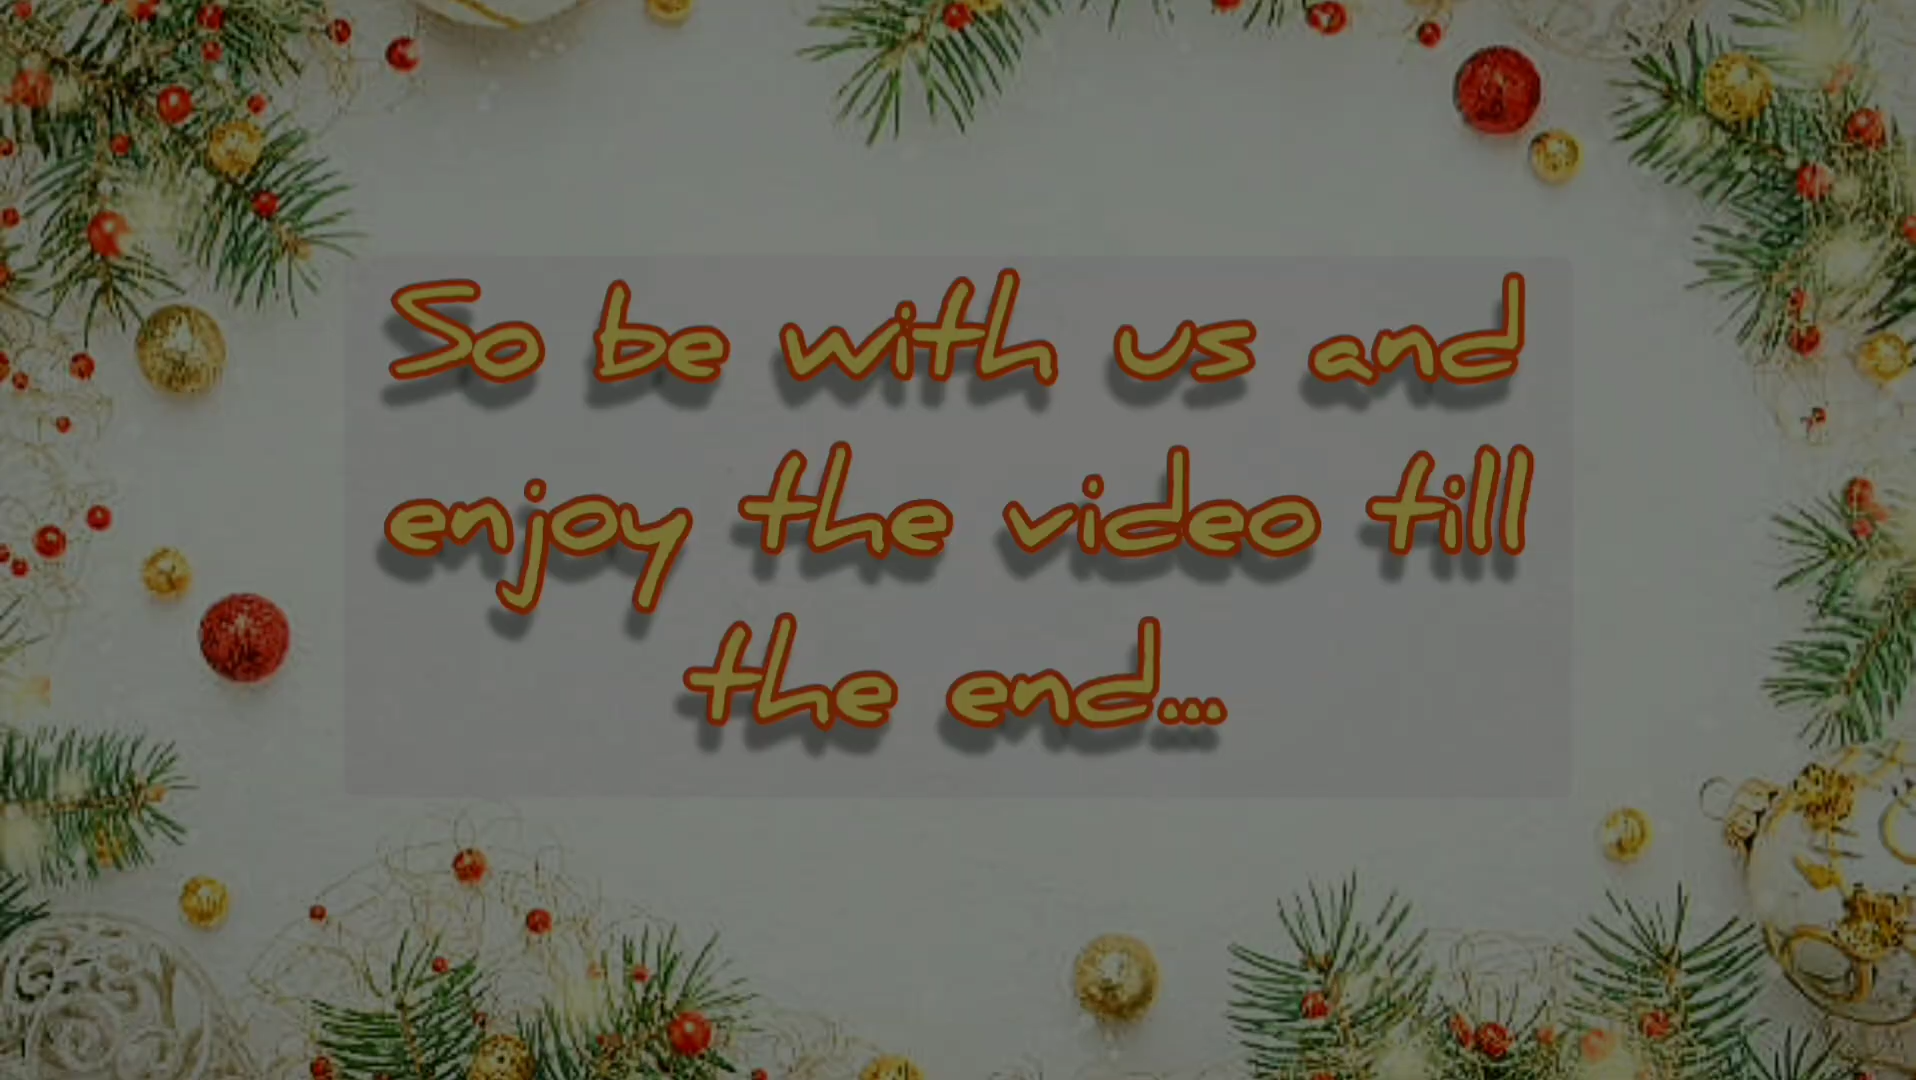 So be with us and
enjoy the video till
the end...